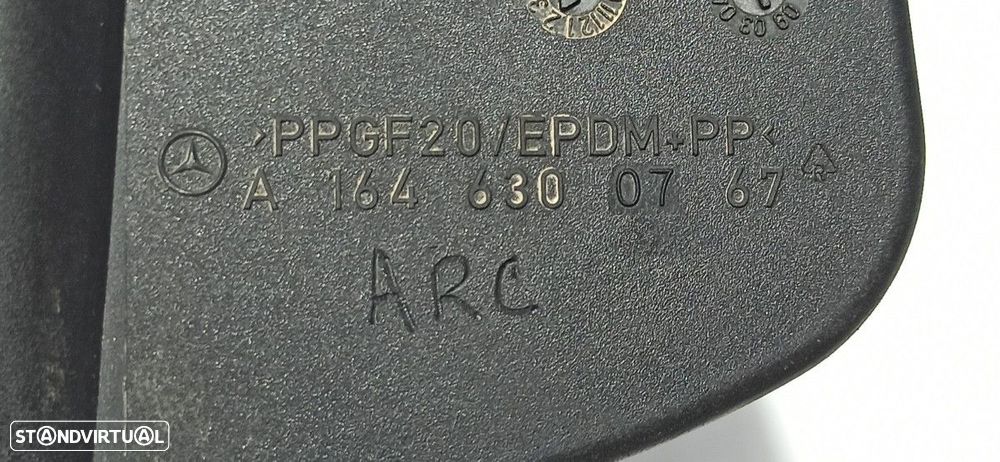 >PPGF20/EPDM+PP<
A 164 630 07 67
ARC
STANDVIRTUAL